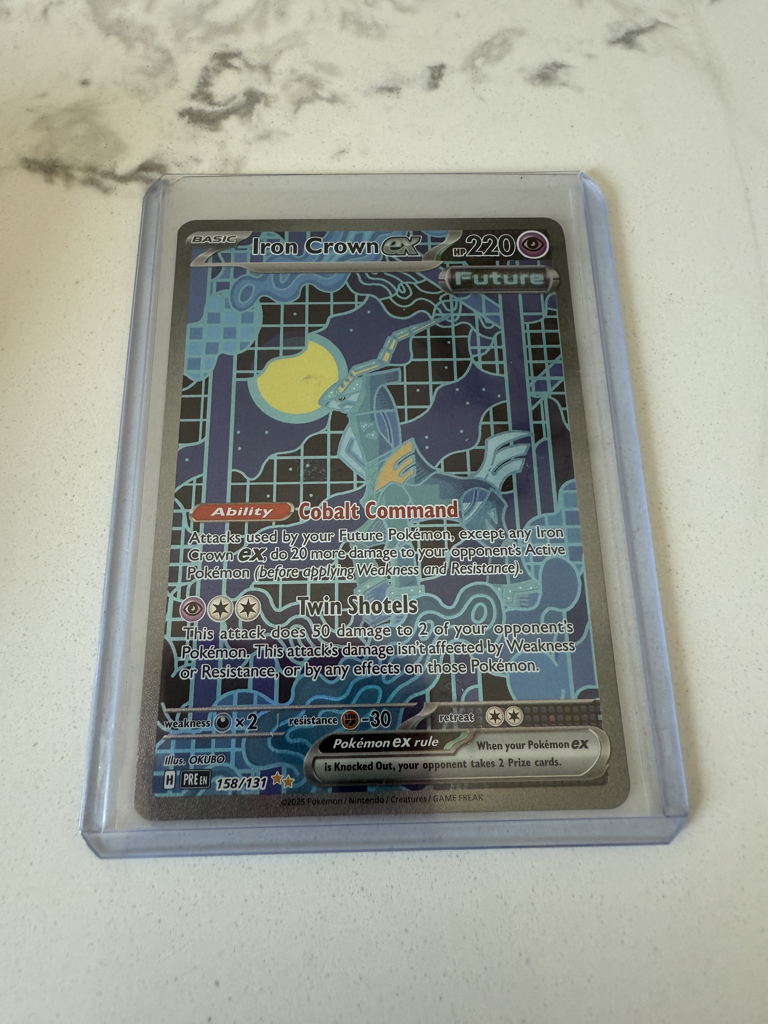 BASIC Iron Crown ex HP 220
Future
Ability Cobalt Command
Attacks used by your Future Pokémon, except any Iron
Crown ex, do 20 more damage to your opponent's Active
Pokémon (before applying Weakness and Resistance).
Twin Shotels
This attack does 50 damage to 2 of your opponent's
Pokémon. This attack's damage isn't affected by Weakness
or Resistance, or by any effects on those Pokémon.
weakness ×2 resistance -30 retreat
Pokémon ex rule When your Pokémon ex
is Knocked Out, your opponent takes 2 Prize cards.
Illus. OKUBO
H PRE EN 158/131
©2025 Pokémon / Nintendo / Creatures / GAME FREAK